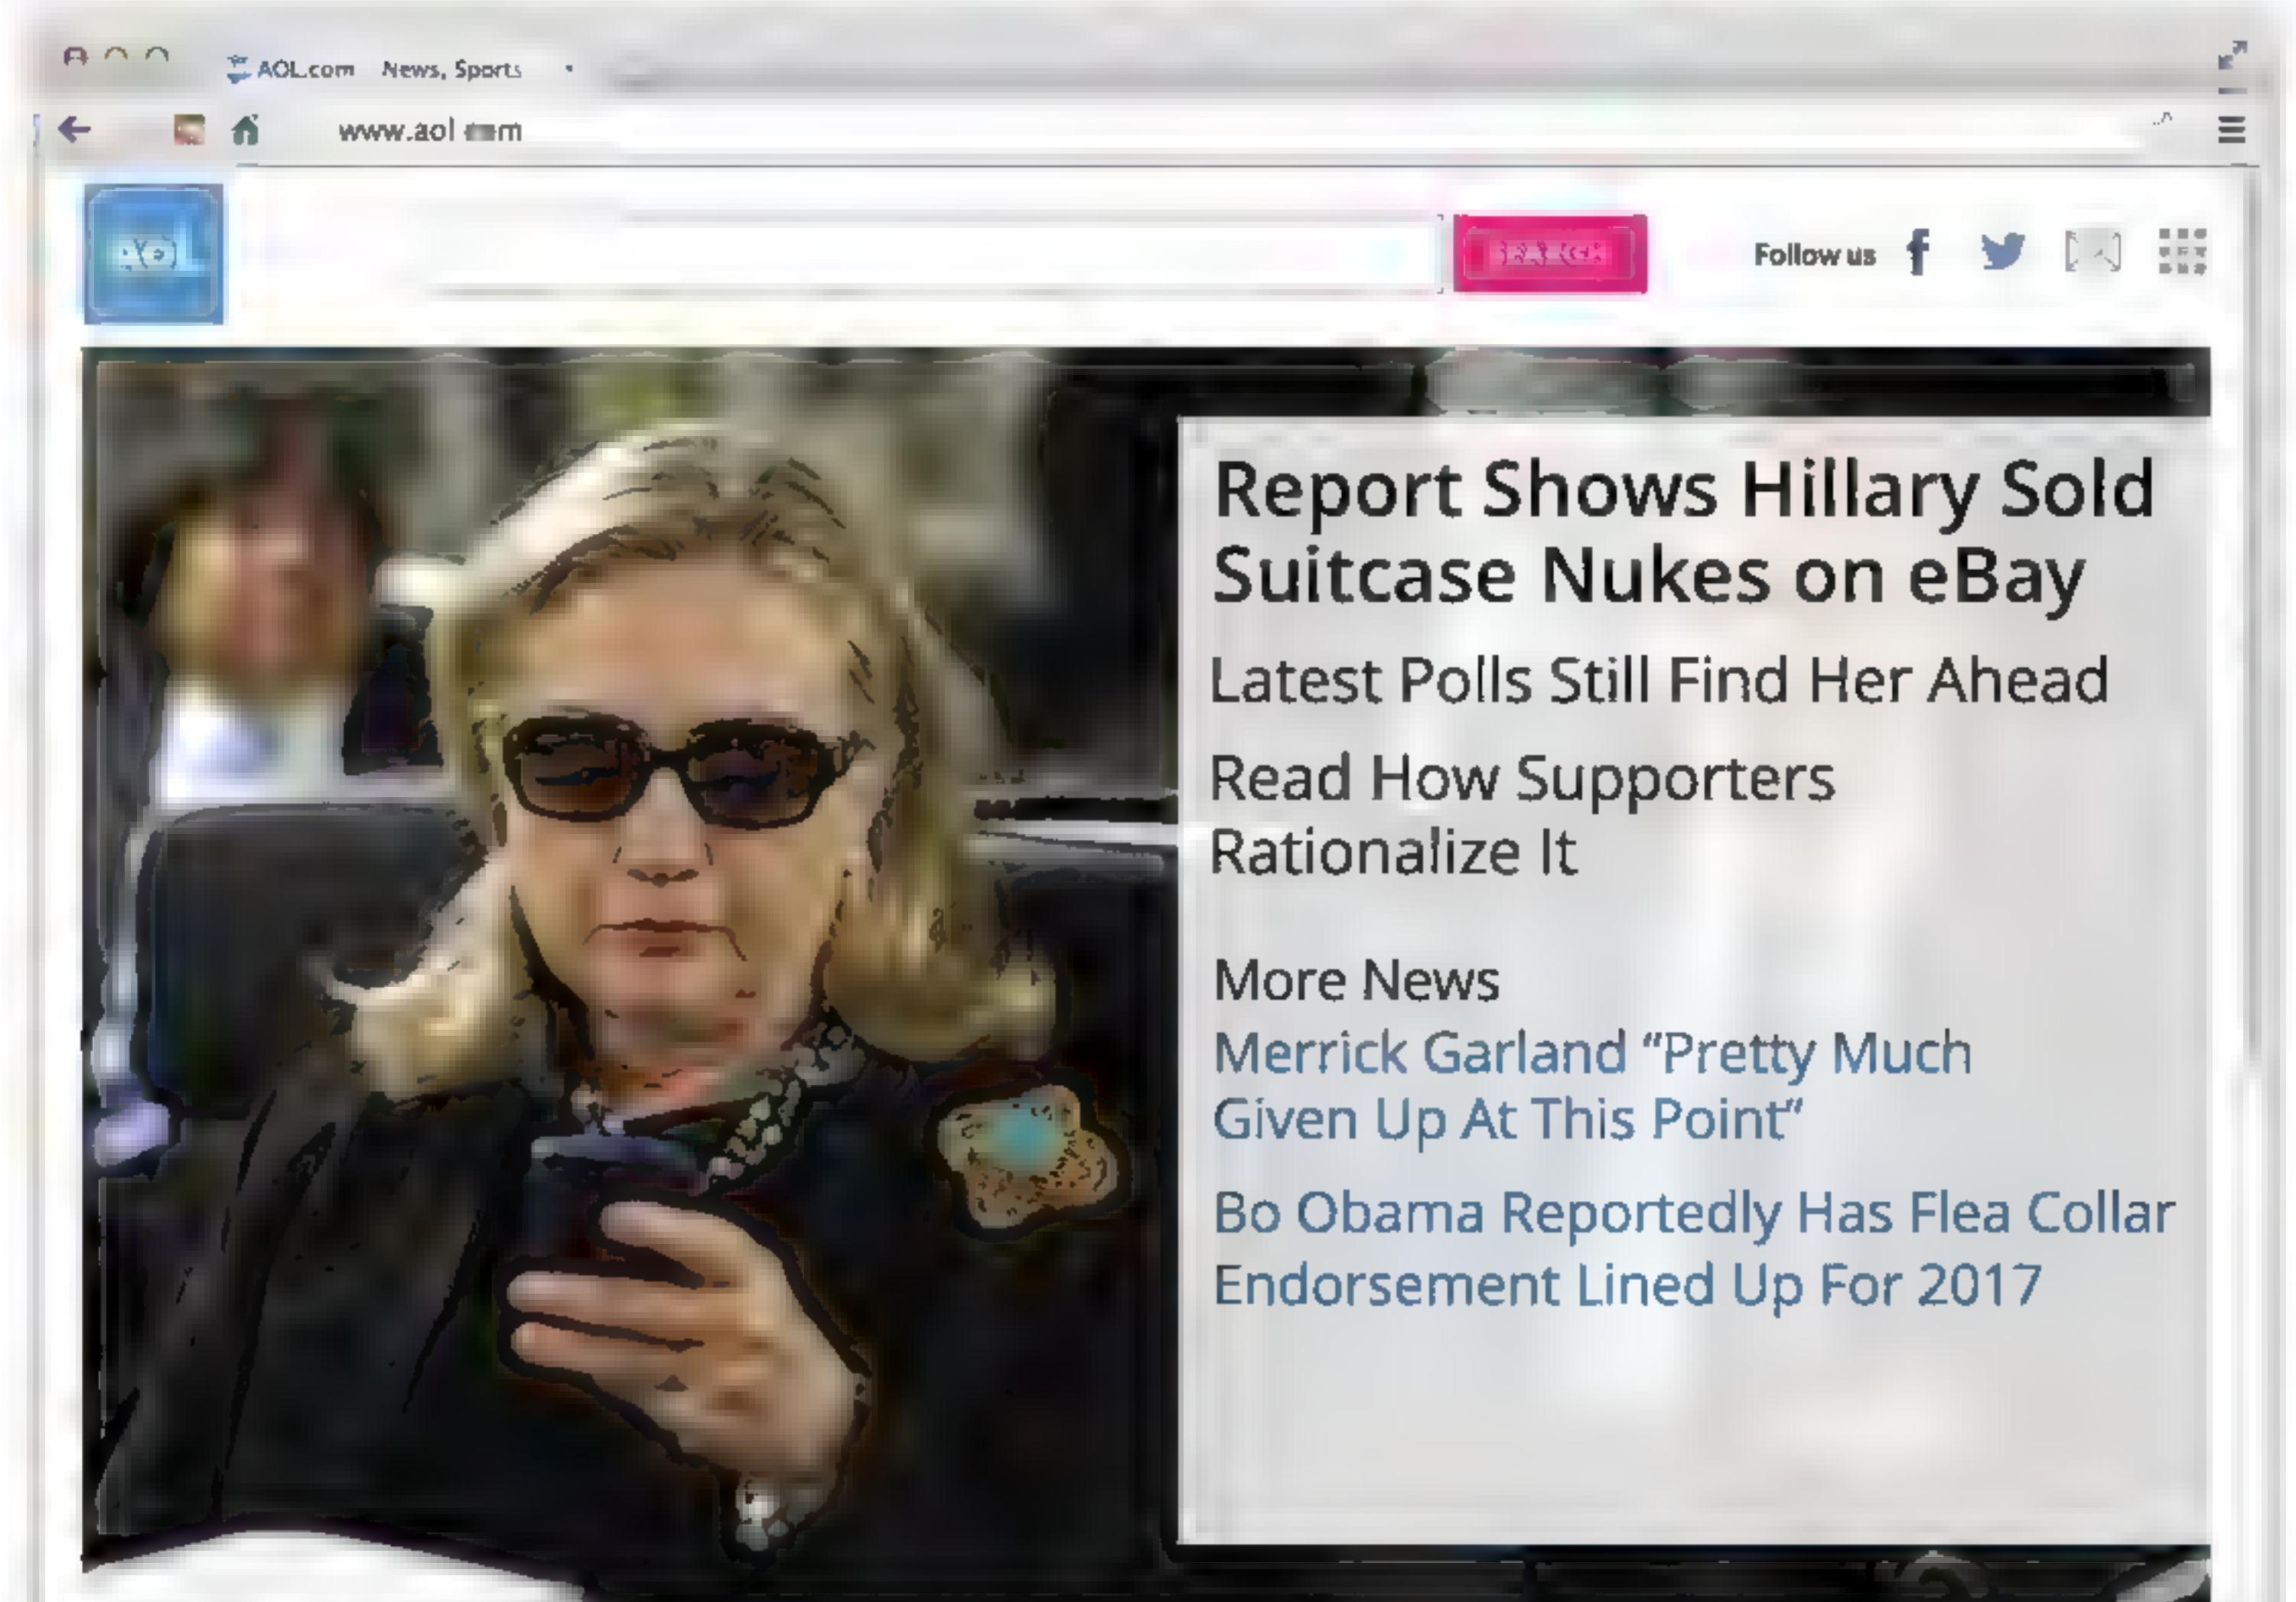 AOL.com News, Sports
www.aol
Follow us
Report Shows Hillary Sold
Suitcase Nukes on eBay
Latest Polls Still Find Her Ahead
Read How Supporters
Rationalize It
More News
Merrick Garland “Pretty Much
Given Up At This Point”
Bo Obama Reportedly Has Flea Collar
Endorsement Lined Up For 2017